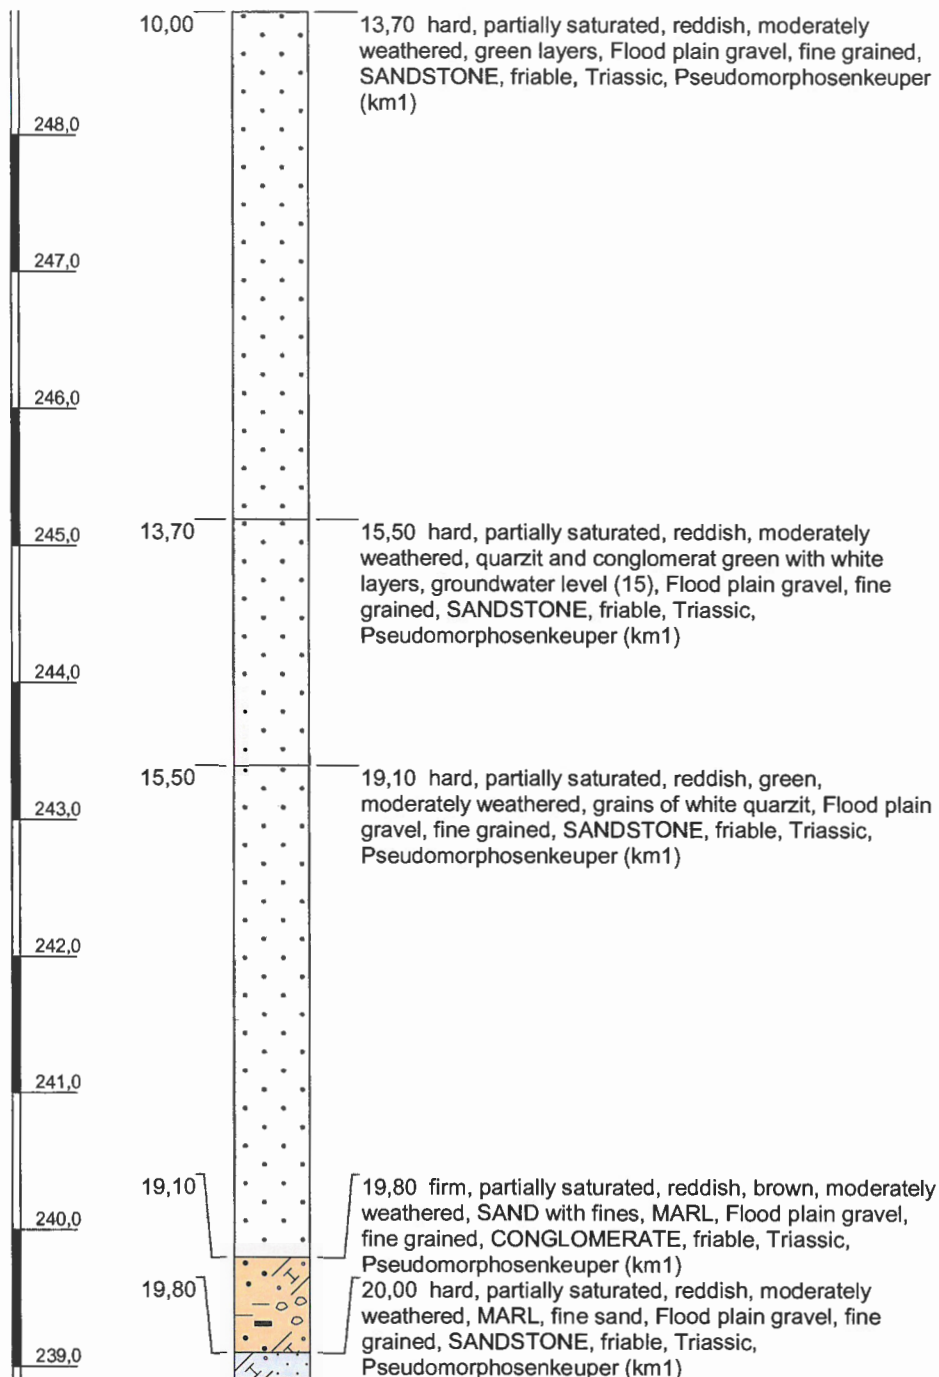 10,00
13,70 hard, partially saturated, reddish, moderately
weathered, green layers, Flood plain gravel, fine grained,
SANDSTONE, friable, Triassic, Pseudomorphosenkeuper
(km1)
248,0
247,0
246,0
245,0
13,70
15,50 hard, partially saturated, reddish, moderately
weathered, quarzit and conglomerat green with white
layers, groundwater level (15), Flood plain gravel, fine
grained, SANDSTONE, friable, Triassic,
Pseudomorphosenkeuper (km1)
244,0
15,50
19,10 hard, partially saturated, reddish, green,
moderately weathered, grains of white quarzit, Flood plain
gravel, fine grained, SANDSTONE, friable, Triassic,
Pseudomorphosenkeuper (km1)
243,0
242,0
241,0
19,10
19,80 firm, partially saturated, reddish, brown, moderately
weathered, SAND with fines, MARL, Flood plain gravel,
fine grained, CONGLOMERATE, friable, Triassic,
Pseudomorphosenkeuper (km1)
240,0
19,80
20,00 hard, partially saturated, reddish, moderately
weathered, MARL, fine sand, Flood plain gravel, fine
grained, SANDSTONE, friable, Triassic,
Pseudomorphosenkeuper (km1)
239,0